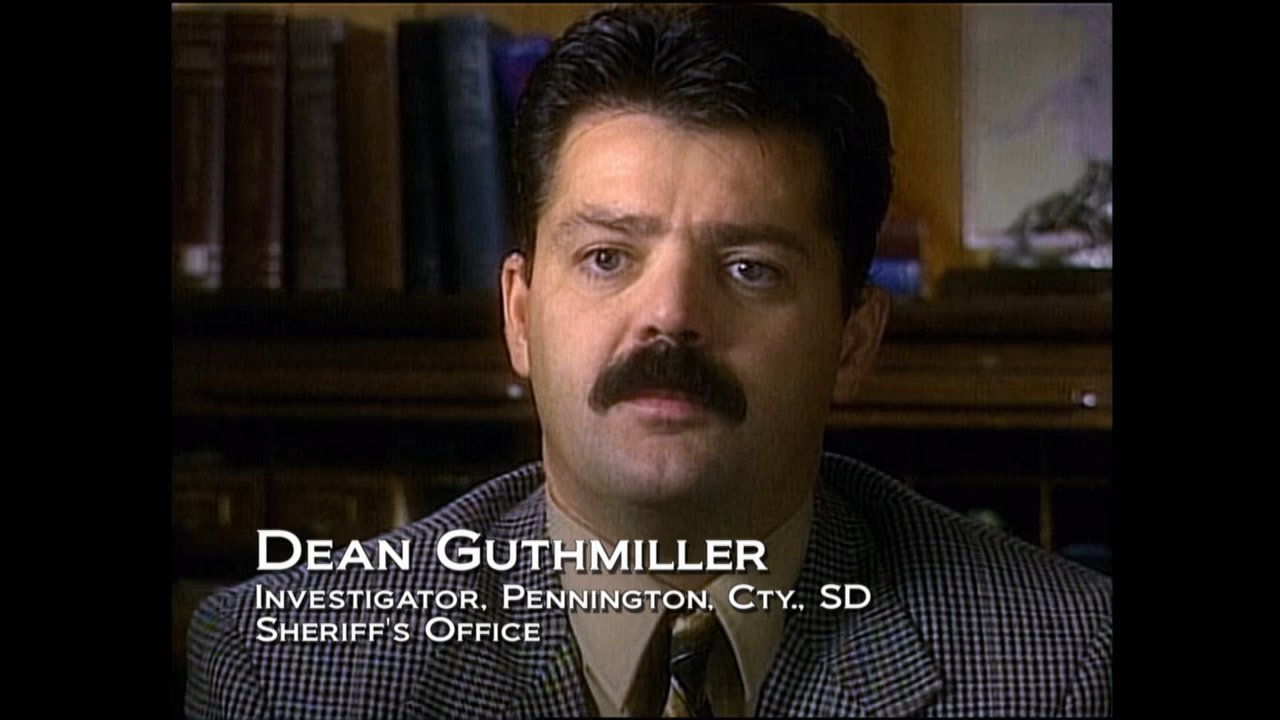 Dean Guthmiller
Investigator, Pennington, Cty., SD
Sheriff's Office